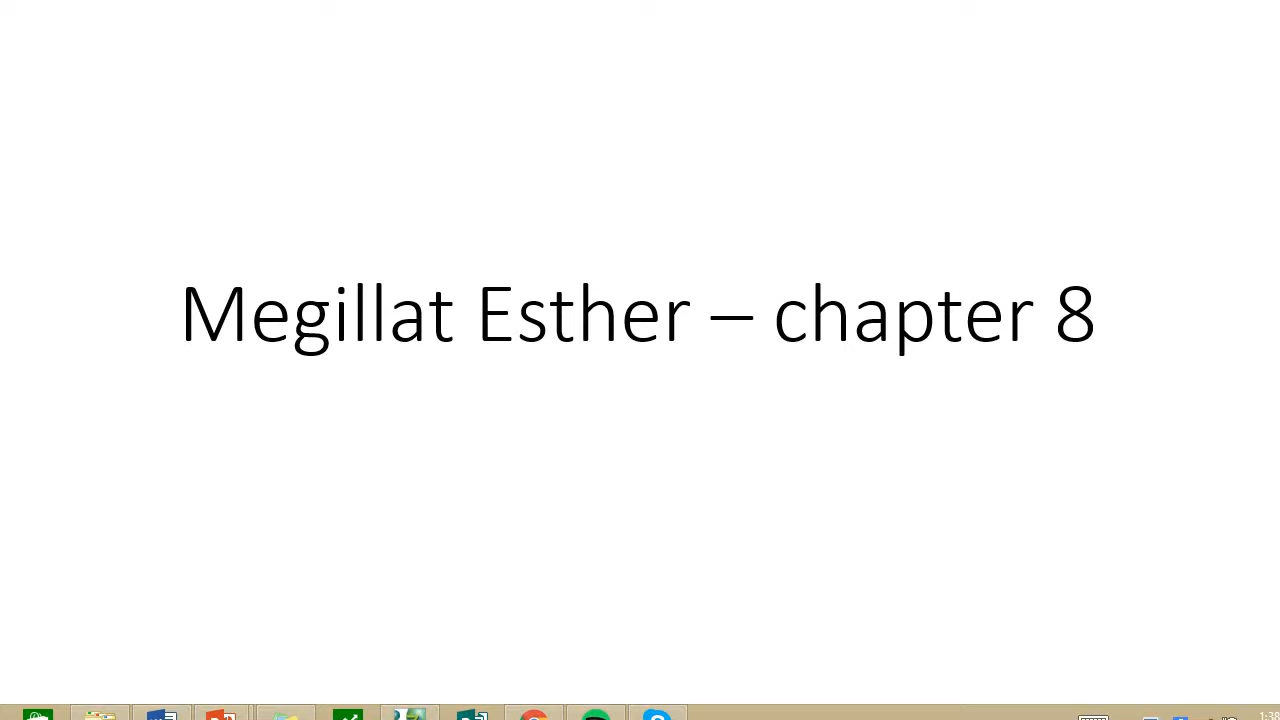 Megillat Esther – chapter 8